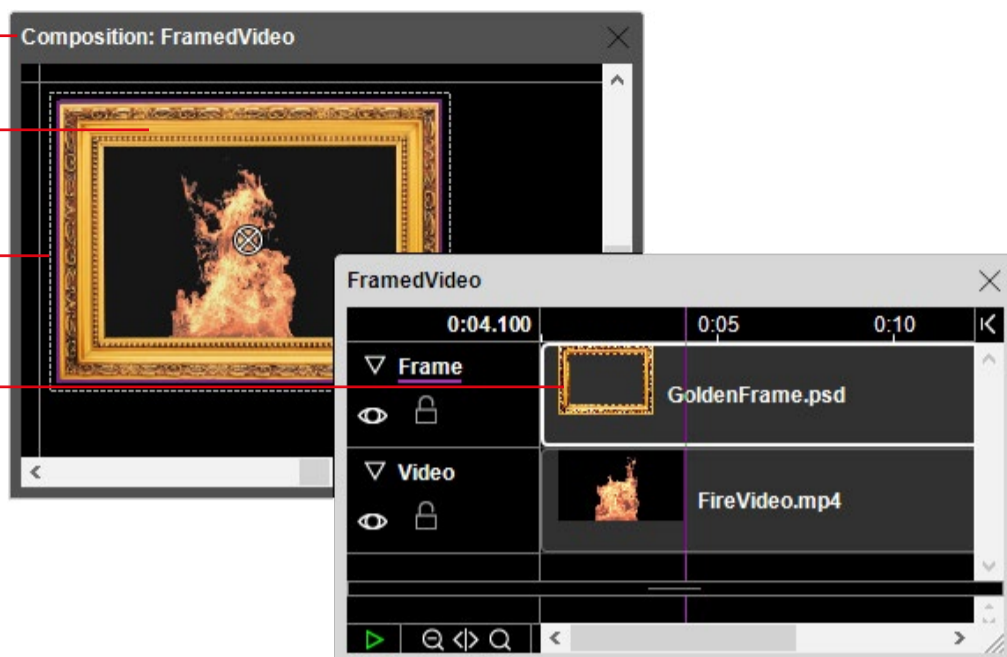 Composition: FramedVideo
FramedVideo
0:04.100 0:05 0:10
Frame
GoldenFrame.psd
Video
FireVideo.mp4